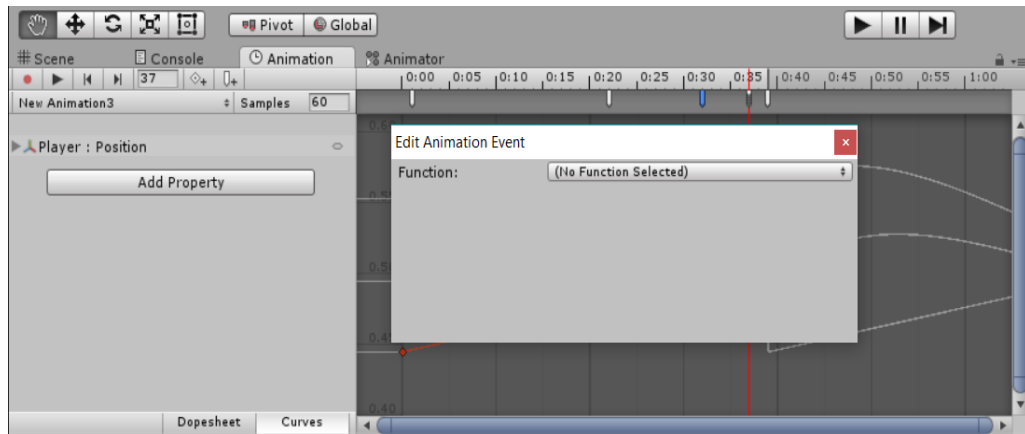 Pivot Global
Scene Console Animation Animator
37 0:00 0:05 0:10 0:15 0:20 0:25 0:30 0:35 0:40 0:45 0:50 0:55 1:00
New Animation3 Samples 60
Edit Animation Event
Player : Position
Function: (No Function Selected)
Add Property
0.40
Dopesheet Curves